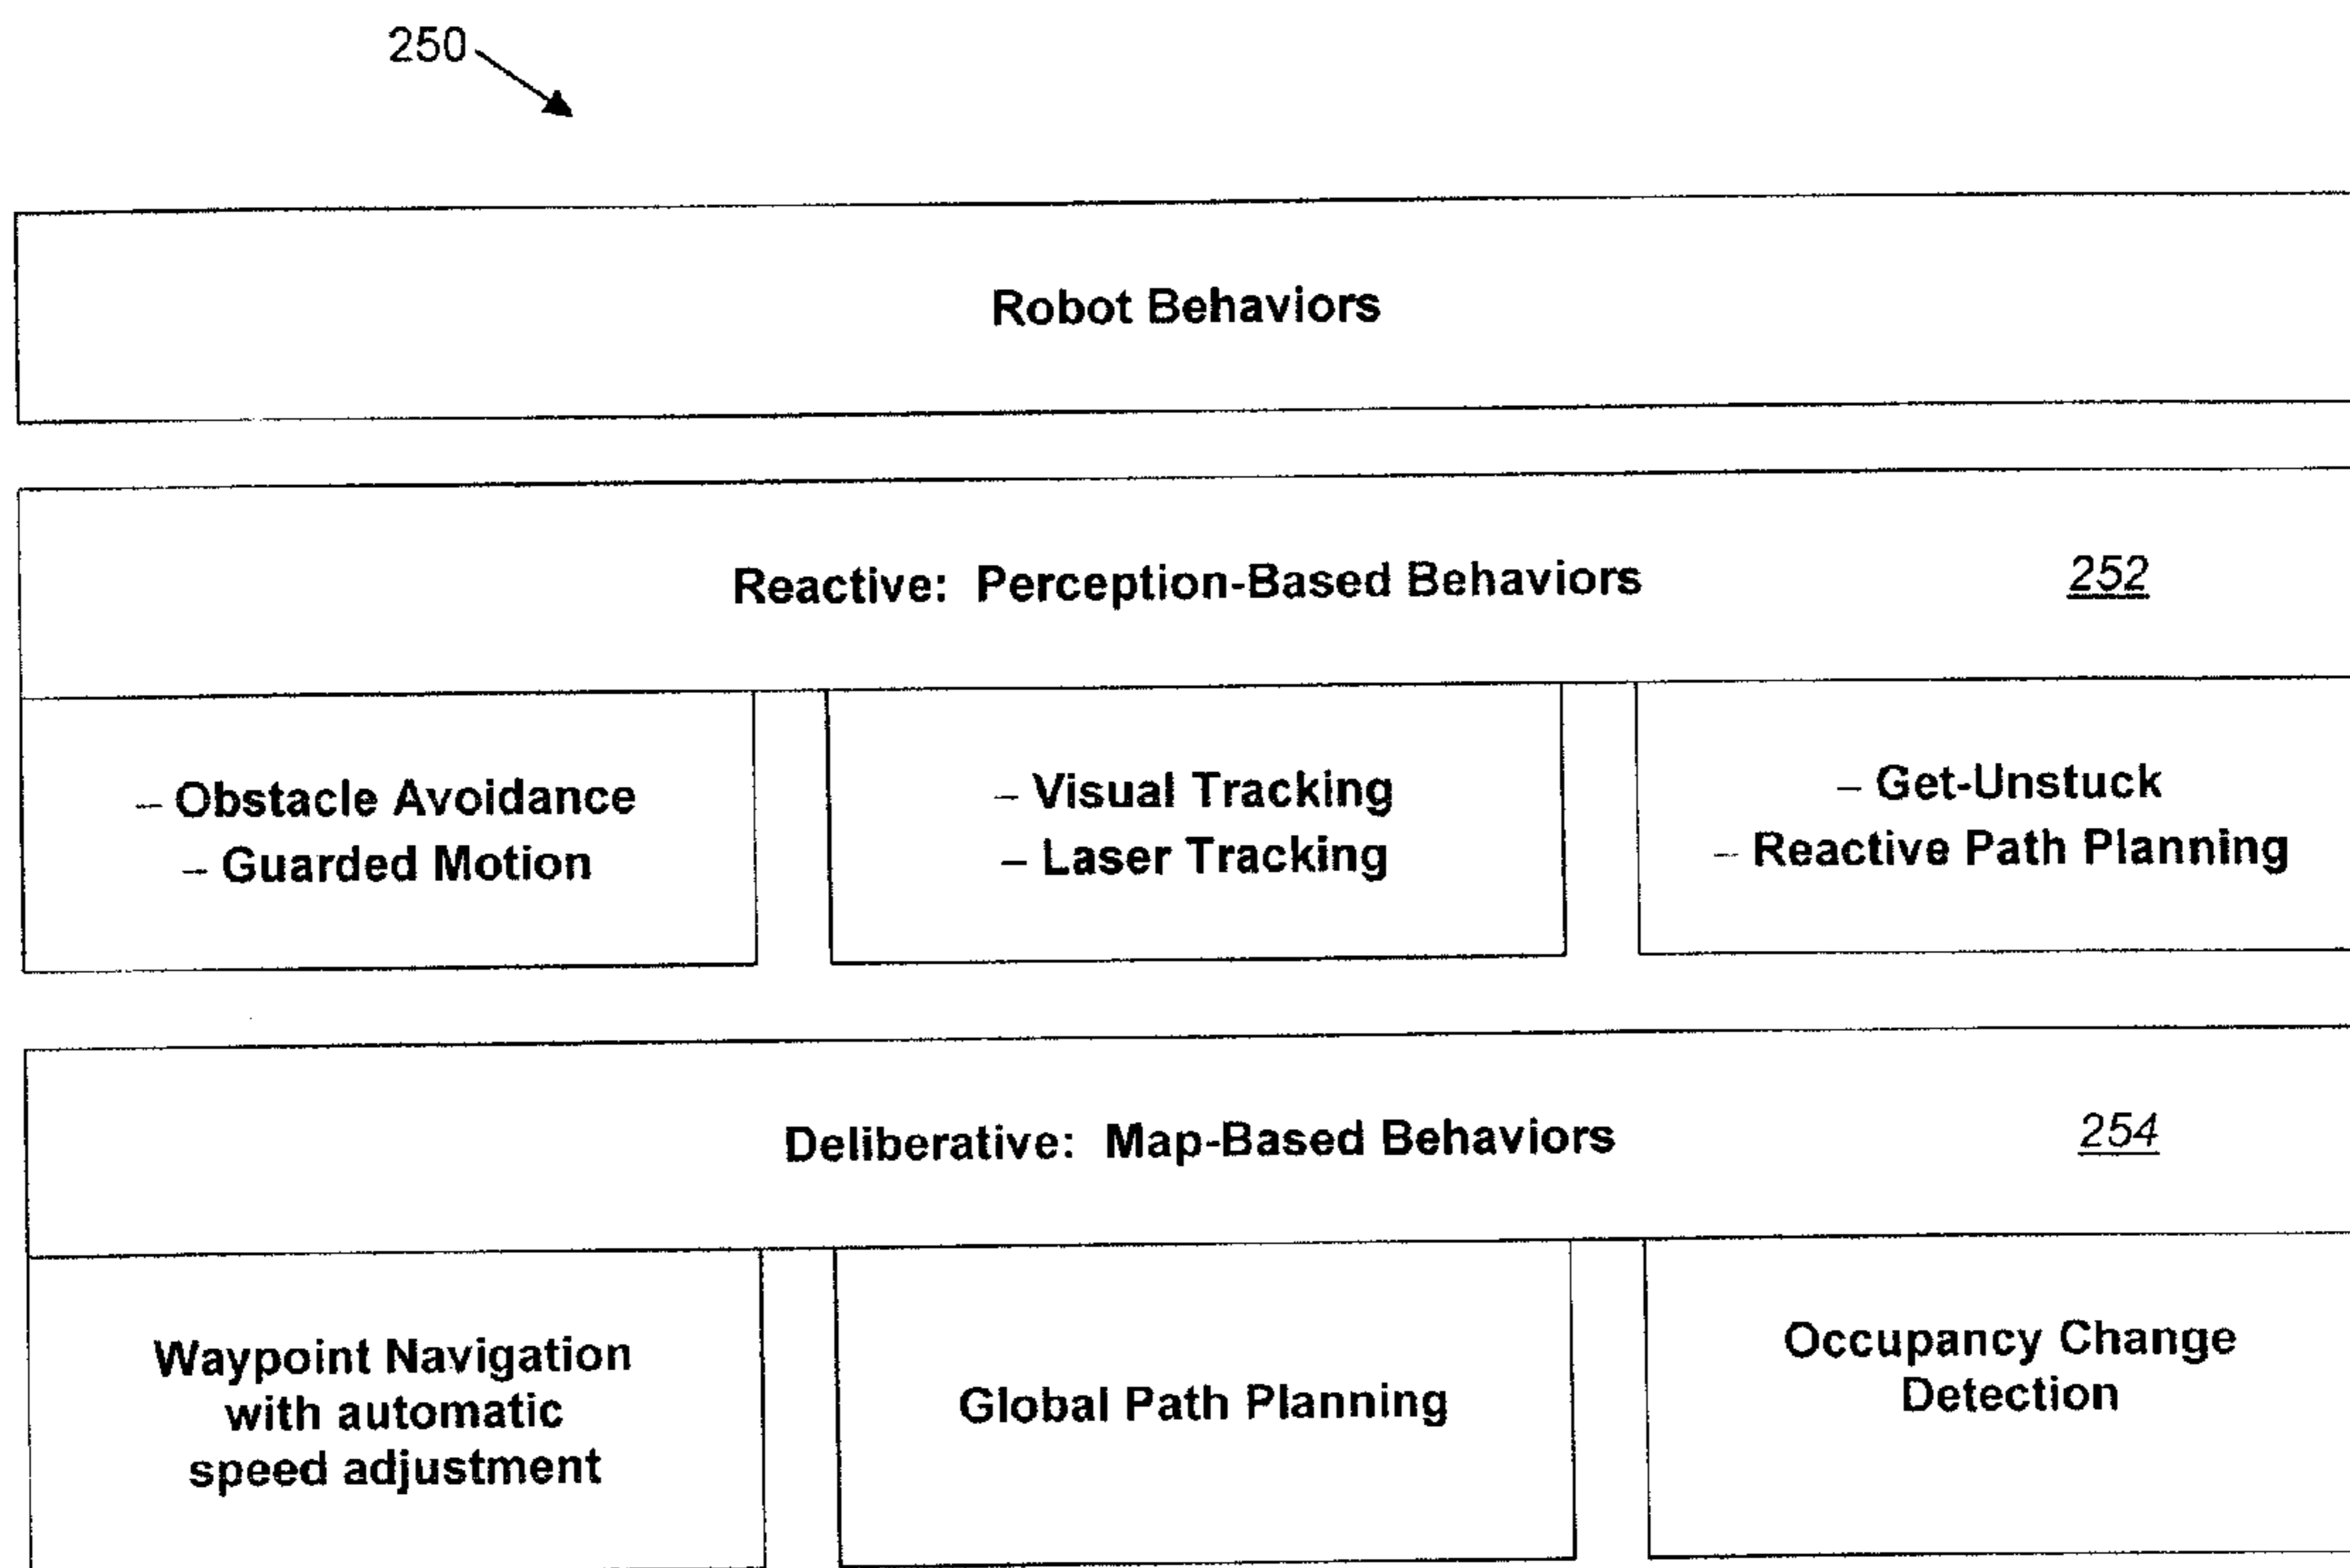 250
Robot Behaviors
Reactive: Perception-Based Behaviors 252
– Obstacle Avoidance
– Guarded Motion
– Visual Tracking
– Laser Tracking
– Get-Unstuck
– Reactive Path Planning
Deliberative: Map-Based Behaviors 254
Waypoint Navigation
with automatic
speed adjustment
Global Path Planning
Occupancy Change
Detection